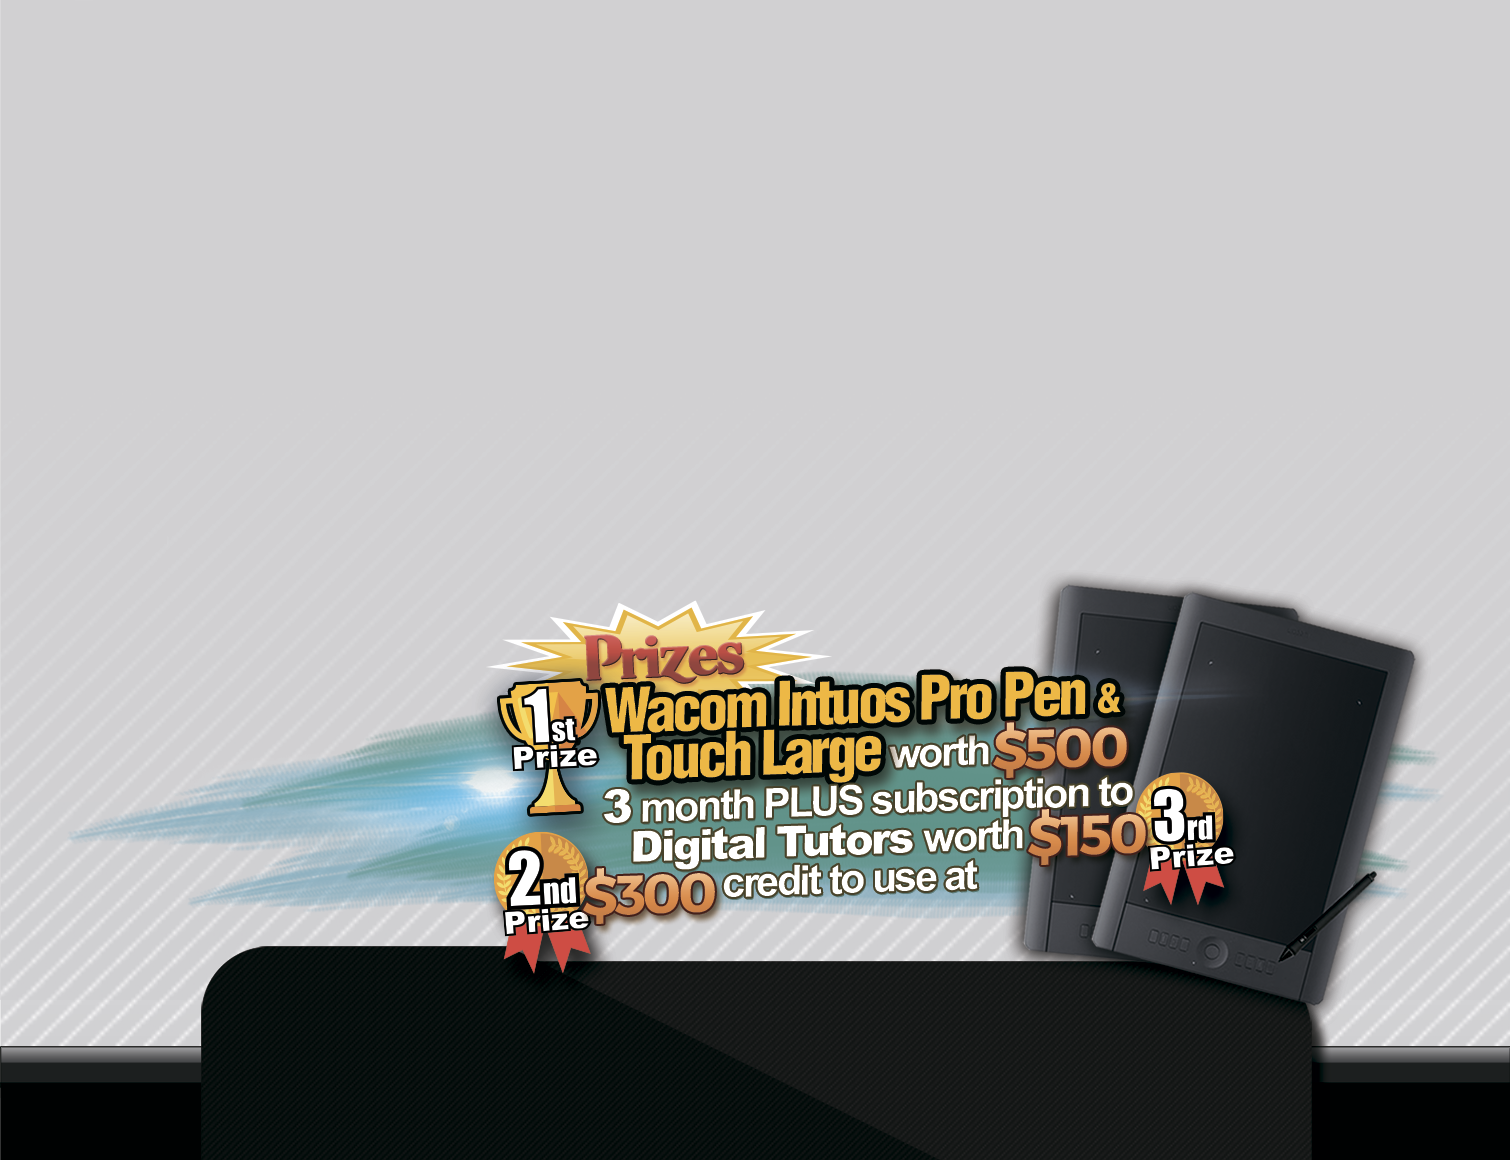 Prizes
1st
Prize
Wacom Intuos Pro Pen &
Touch Large worth $500
3 month PLUS subscription to
Digital Tutors worth $150
3rd
Prize
2nd
Prize
$300 credit to use at